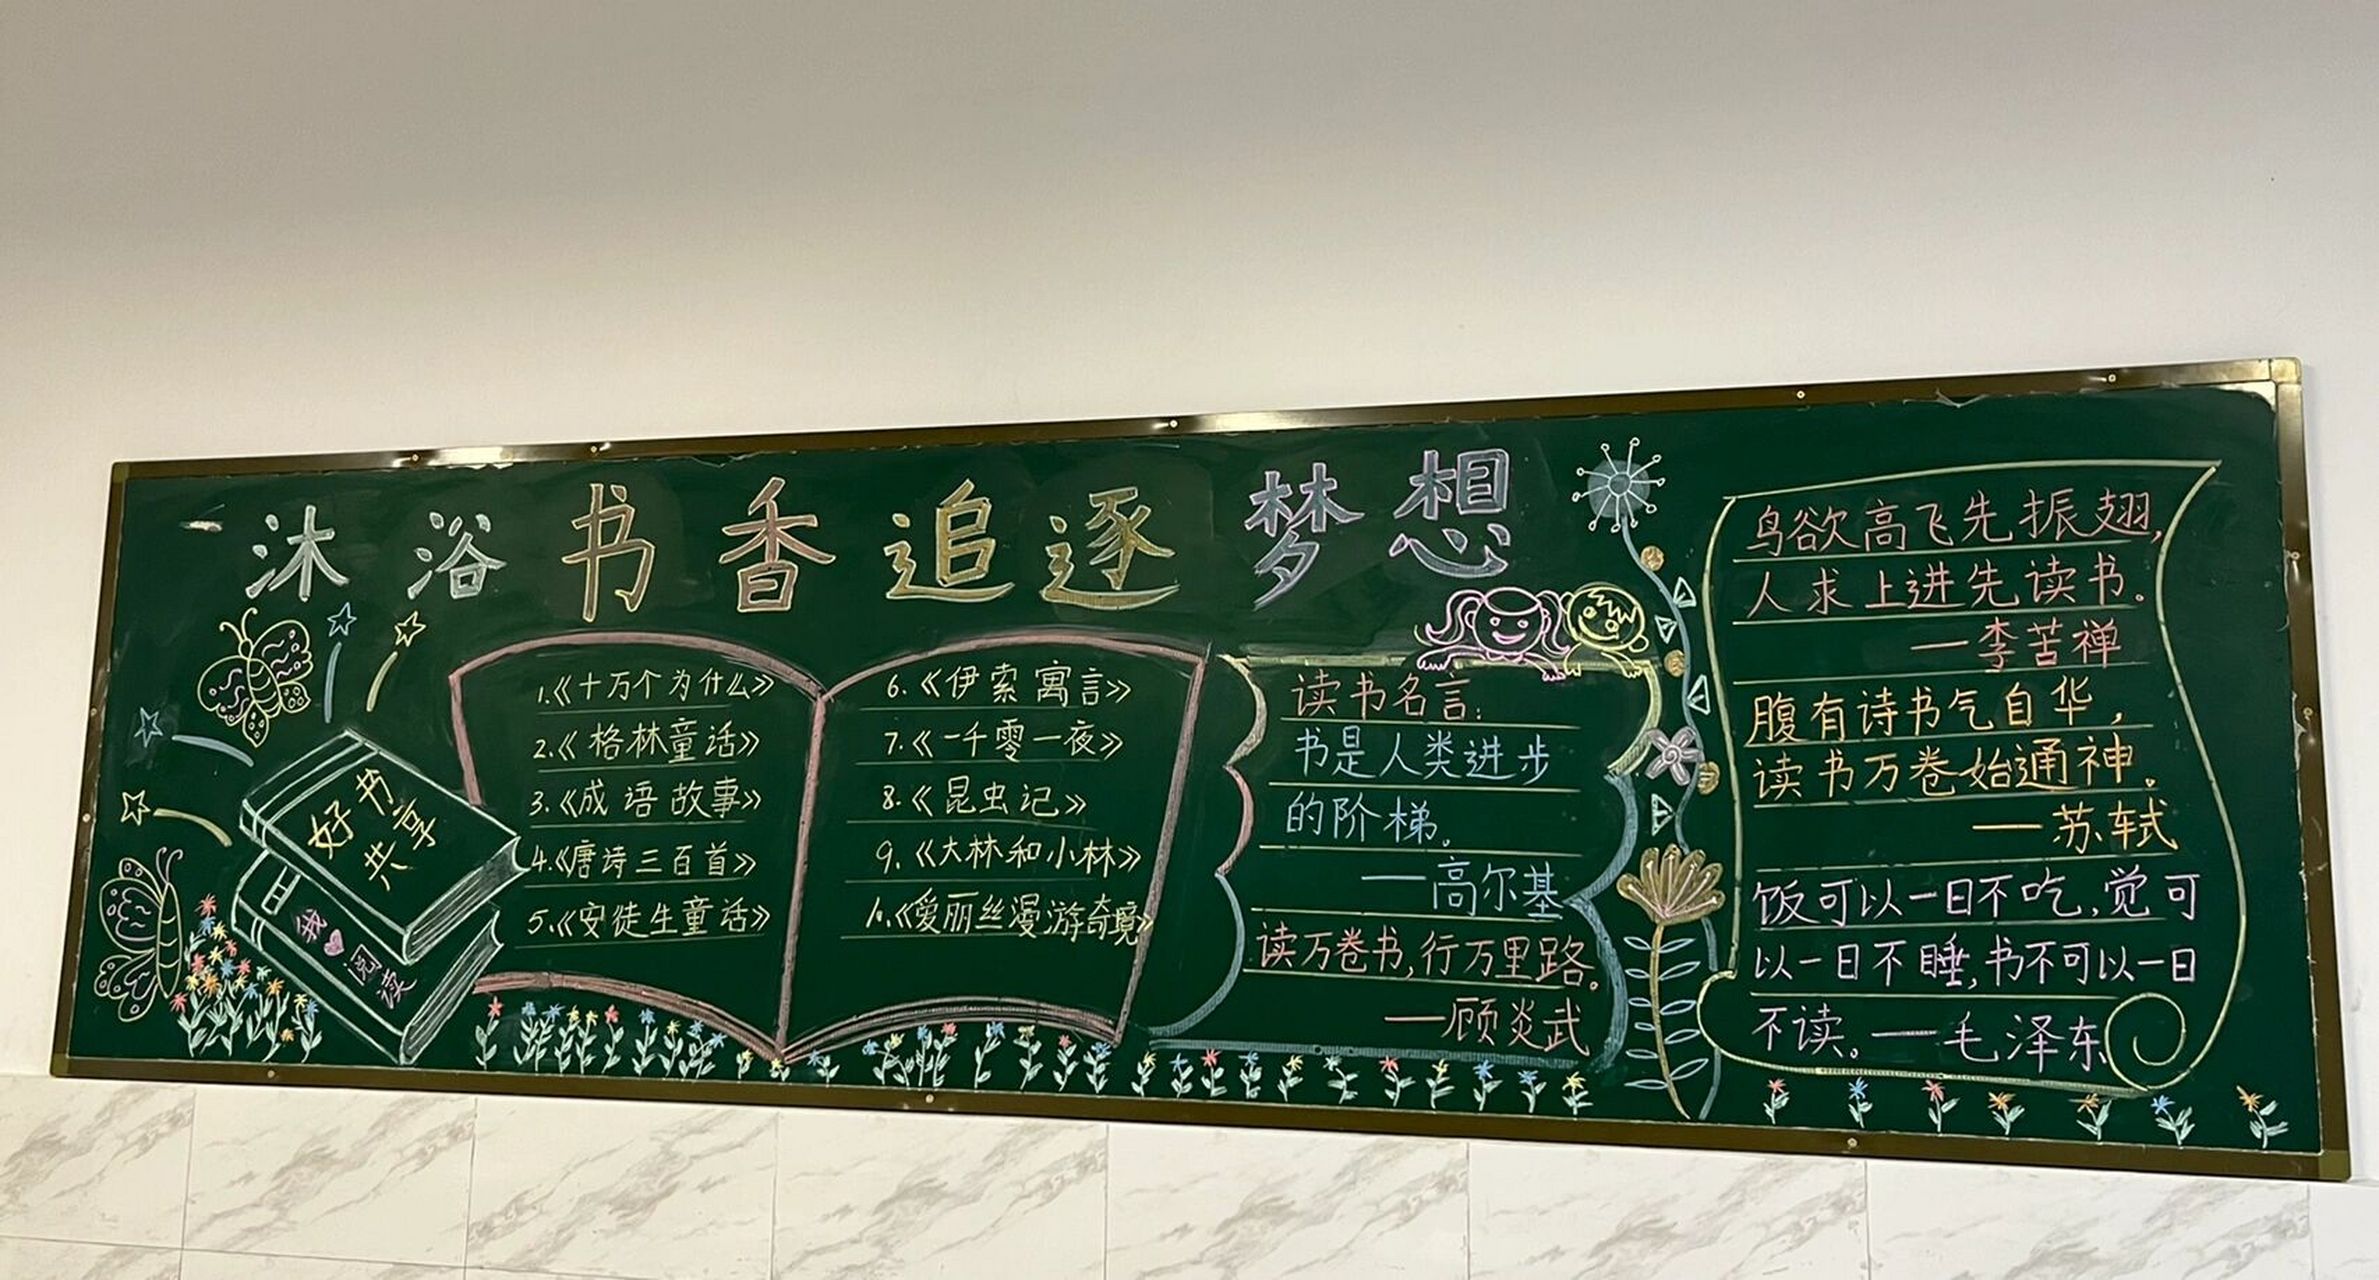 沐浴书香追逐梦想
好书
共享
我
阅读
1.《十万个为什么》
2.《格林童话》
3.《成语故事》
4.《唐诗三百首》
5.《安徒生童话》
6.《伊索寓言》
7.《一千零一夜》
8.《昆虫记》
9.《大林和小林》
10.《爱丽丝漫游奇境》
读书名言:
书是人类进步
的阶梯。
——高尔基
读万卷书,行万里路。
——顾炎武
鸟欲高飞先振翅,
人求上进先读书。
——李苦禅
腹有诗书气自华,
读书万卷始通神。
——苏轼
饭可以一日不吃,觉可
以一日不睡,书不可以一日
不读。——毛泽东